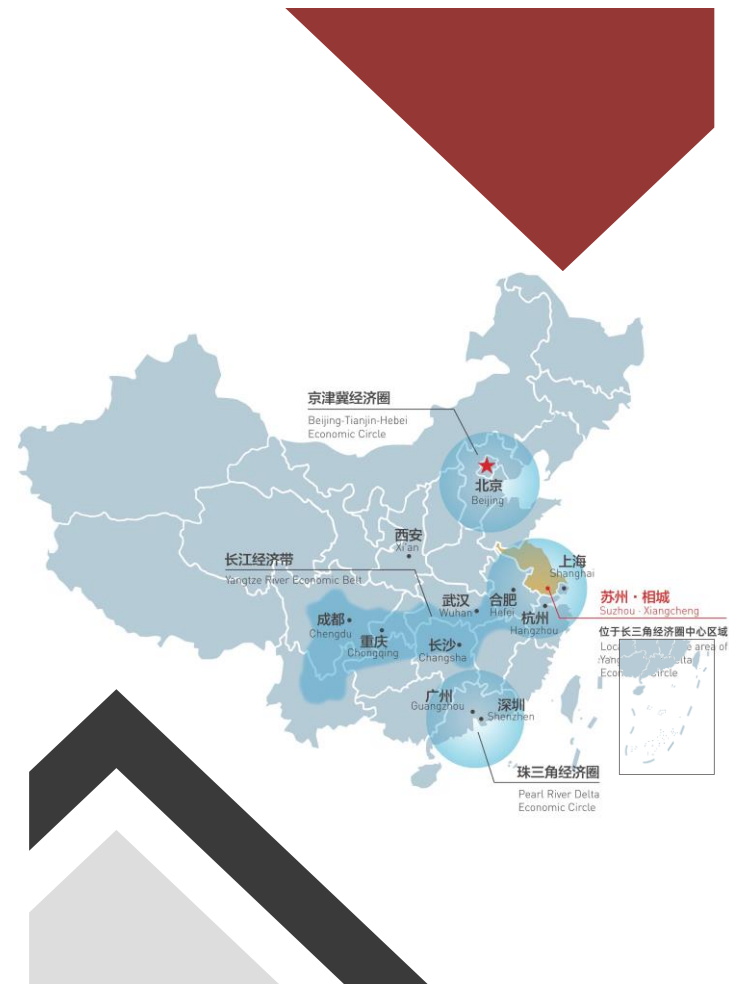 京津冀经济圈
Beijing-Tianjin-Hebei
Economic Circle
北京
Beijing
西安
Xi'an
长江经济带
Yangtze River Economic Belt
上海
Shanghai
苏州·相城
Suzhou · Xiangcheng
位于长三角经济圈中心区域
e area of
Circle
武汉
Wuhan
合肥
Hefei
杭州
Hangzhou
成都
Chengdu
重庆
Chongqing
长沙
Changsha
广州
Guangzhou
深圳
Shenzhen
珠三角经济圈
Pearl River Delta
Economic Circle